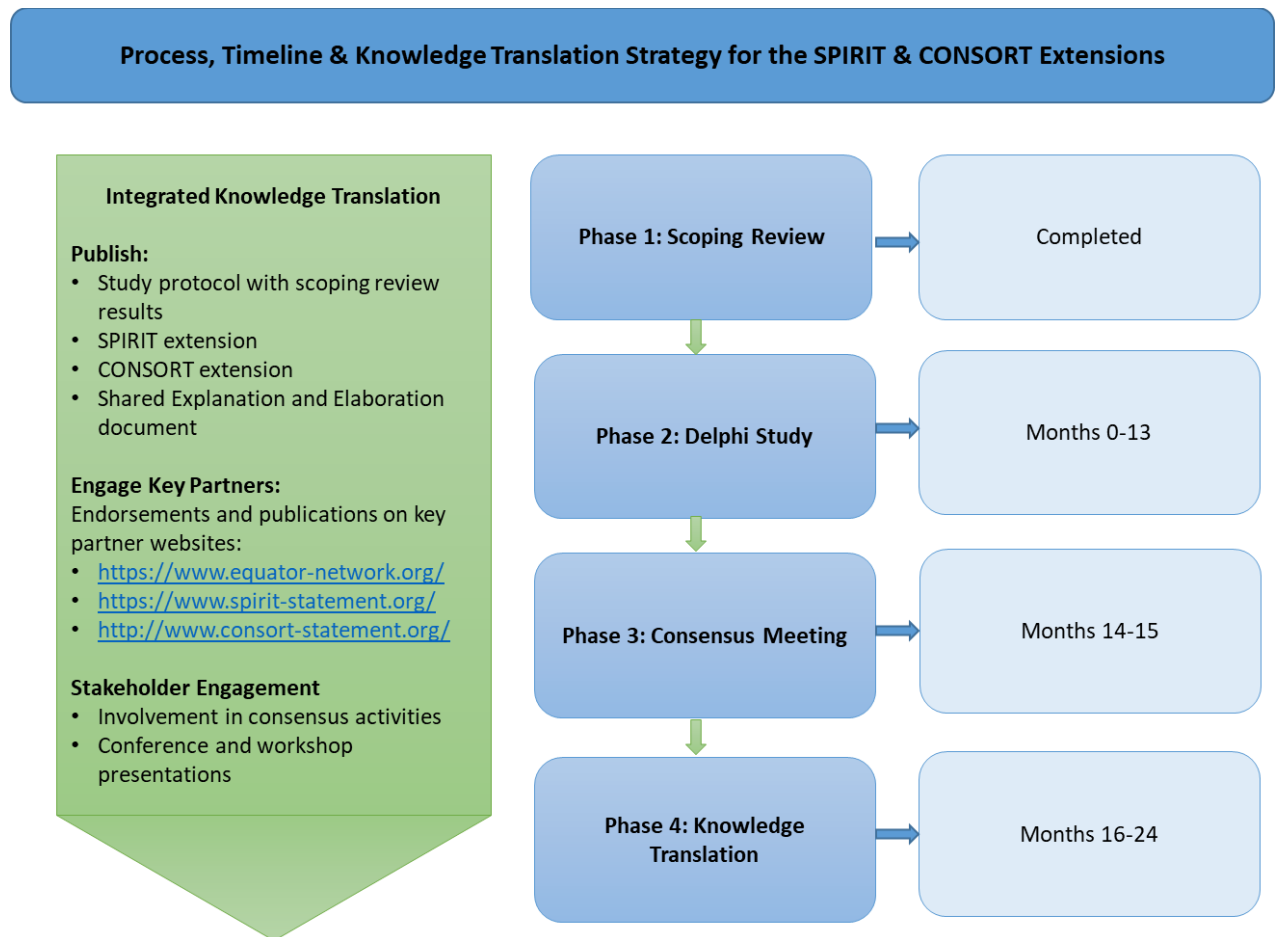 Process, Timeline & Knowledge Translation Strategy for the SPIRIT & CONSORT Extensions
Integrated Knowledge Translation
Publish:
• Study protocol with scoping review
results
• SPIRIT extension
• CONSORT extension
• Shared Explanation and Elaboration
document
Engage Key Partners:
Endorsements and publications on key
partner websites:
• https://www.equator-network.org/
• https://www.spirit-statement.org/
• http://www.consort-statement.org/
Stakeholder Engagement
• Involvement in consensus activities
• Conference and workshop
presentations
Phase 1: Scoping Review
Completed
Phase 2: Delphi Study
Months 0-13
Phase 3: Consensus Meeting
Months 14-15
Phase 4: Knowledge
Translation
Months 16-24